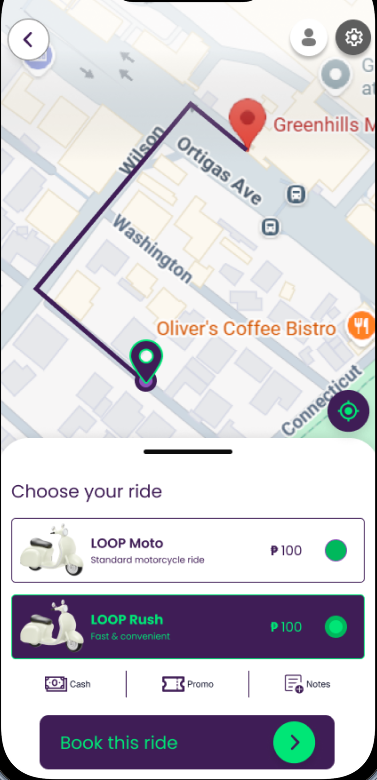 G
at
Greenhills M
Wilson
Ortigas Ave
Washington
Oliver's Coffee Bistro
Connecticut
Choose your ride
LOOP Moto
₱ 100
Standard motorcycle ride
LOOP Rush
₱ 100
Fast & convenient
Cash
Promo
Notes
Book this ride